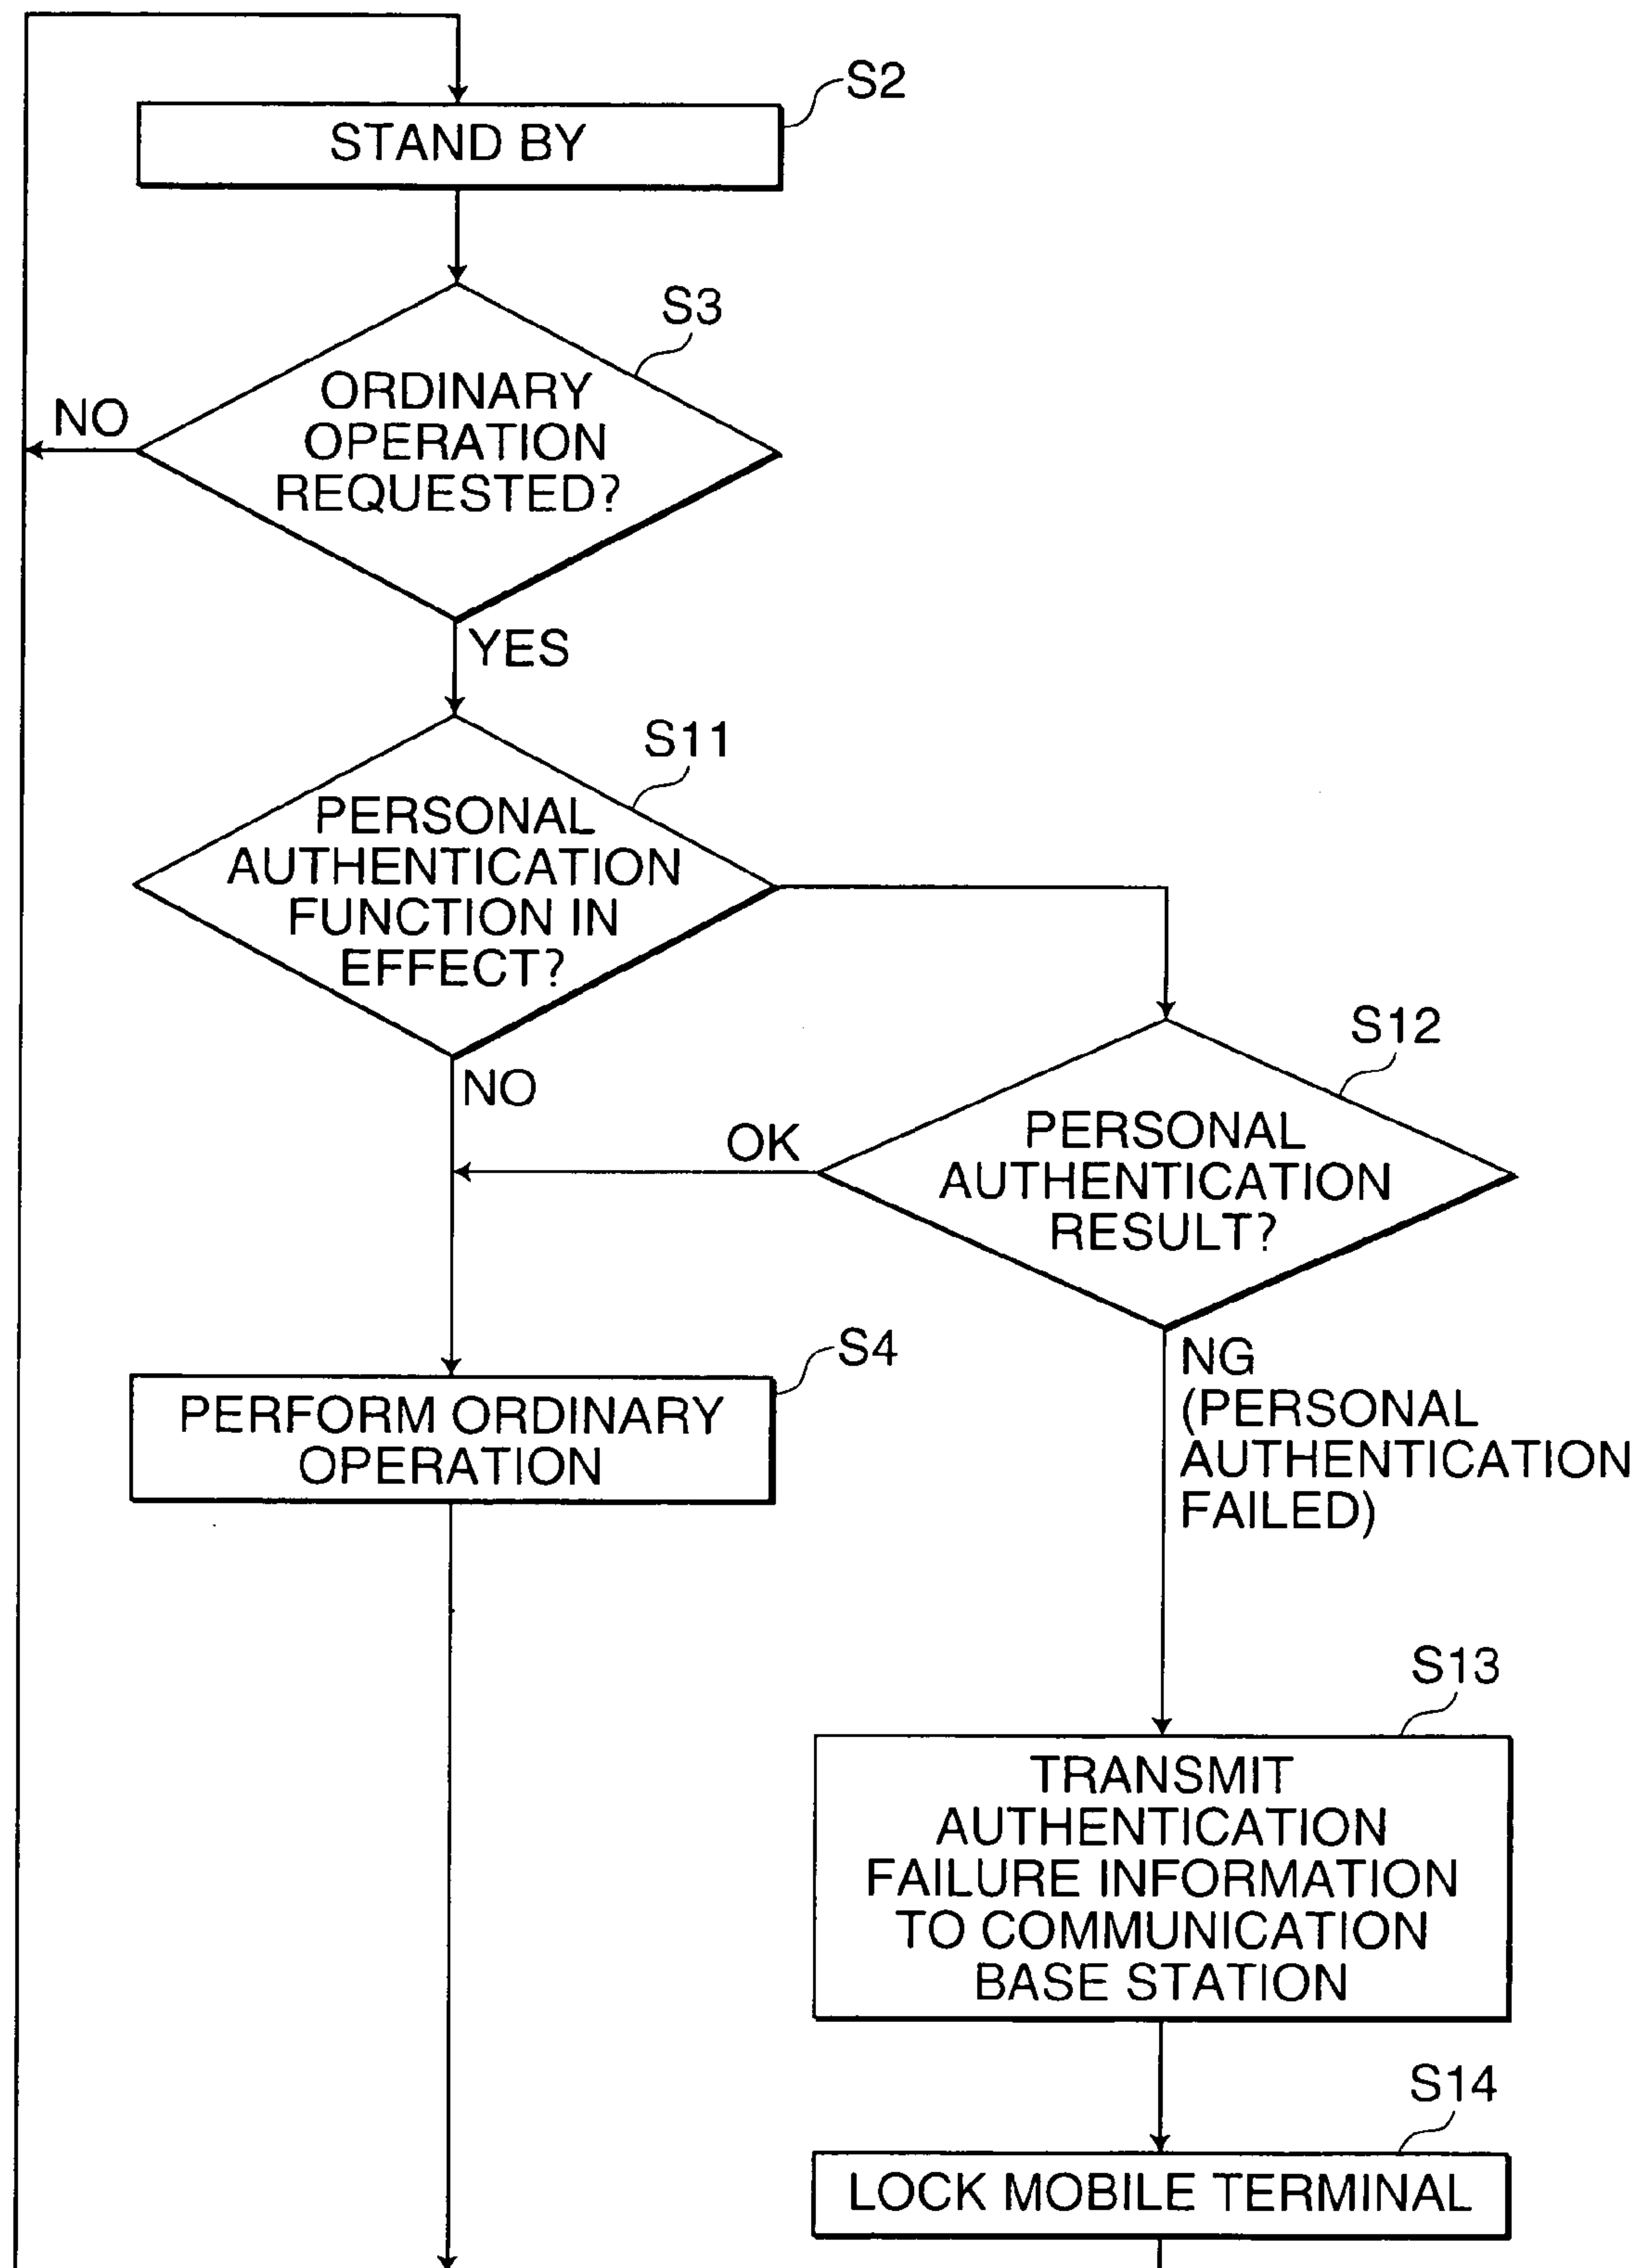 S2
STAND BY
S3
ORDINARY
OPERATION
REQUESTED?
NO
YES
S11
PERSONAL
AUTHENTICATION
FUNCTION IN
EFFECT?
NO
S12
PERSONAL
AUTHENTICATION
RESULT?
OK
NG
(PERSONAL
AUTHENTICATION
FAILED)
S4
PERFORM ORDINARY
OPERATION
S13
TRANSMIT
AUTHENTICATION
FAILURE INFORMATION
TO COMMUNICATION
BASE STATION
S14
LOCK MOBILE TERMINAL